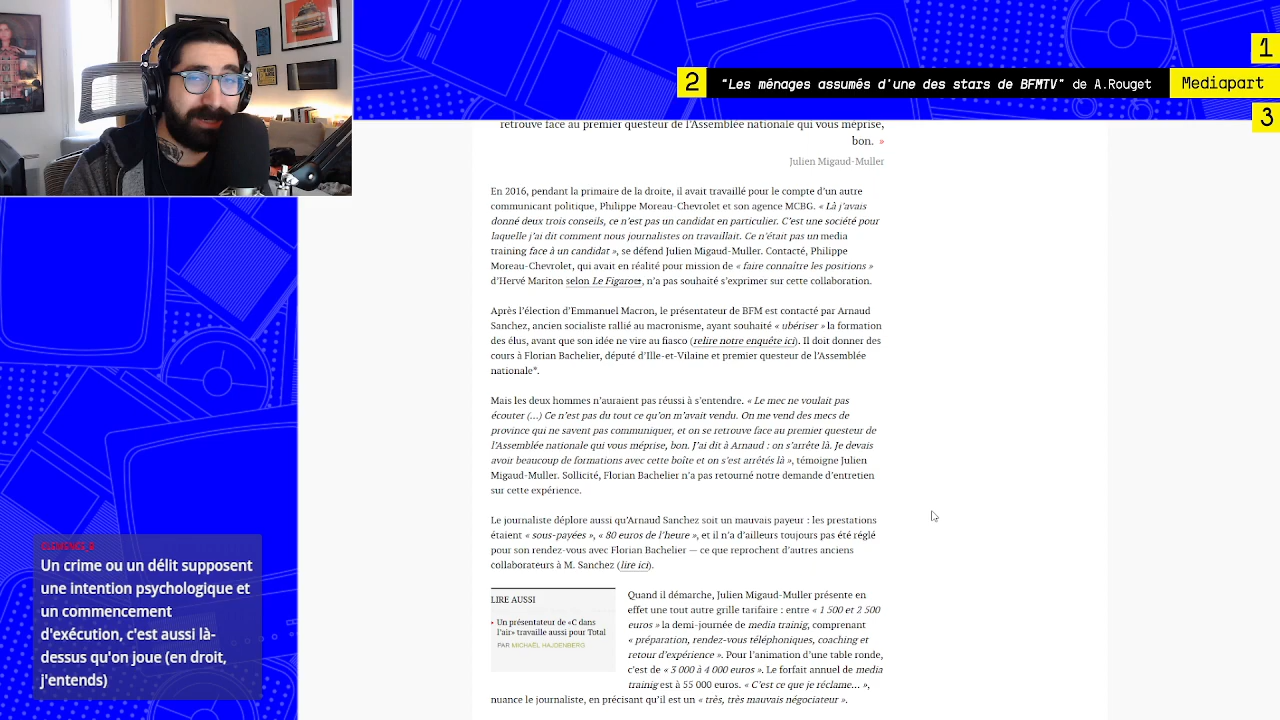 1
2 "Les ménages assumés d'une des stars de BFMTV" de A.Rouget Mediapart
3
retrouve face au premier questeur de l'Assemblée nationale qui vous méprise,
bon. »
Julien Migaud-Muller
En 2016, pendant la primaire de la droite, il avait travaillé pour le compte d'un autre
communicant politique, Philippe Moreau-Chevrolet et son agence MCBG. « Là j'avais
donné deux trois conseils, ce n'est pas un candidat en particulier. C'est une société pour
laquelle j'ai dit comment nous journalistes on travaillait. Ce n'était pas un media
training face à un candidat », se défend Julien Migaud-Muller. Contacté, Philippe
Moreau-Chevrolet, qui avait en réalité pour mission de « faire connaître les positions »
d'Hervé Mariton selon Le Figaro, n'a pas souhaité s'exprimer sur cette collaboration.
Après l'élection d'Emmanuel Macron, le présentateur de BFM est contacté par Arnaud
Sanchez, ancien socialiste rallié au macronisme, ayant souhaité « ubériser » la formation
des élus, avant que son idée ne vire au fiasco (relire notre enquête ici). Il doit donner des
cours à Florian Bachelier, député d'Ille-et-Vilaine et premier questeur de l'Assemblée
nationale*.
Mais les deux hommes n'auraient pas réussi à s'entendre. « Le mec ne voulait pas
écouter (…) Ce n'est pas du tout ce qu'on m'avait vendu. On me vend des mecs de
province qui ne savent pas communiquer, et on se retrouve face au premier questeur de
l'Assemblée nationale qui vous méprise, bon. J'ai dit à Arnaud : on s'arrête là. Je devais
avoir beaucoup de formations avec cette boîte et on s'est arrêtés là », témoigne Julien
Migaud-Muller. Sollicité, Florian Bachelier n'a pas retourné notre demande d'entretien
sur cette expérience.
Le journaliste déplore aussi qu'Arnaud Sanchez soit un mauvais payeur : les prestations
étaient « sous-payées », « 80 euros de l'heure », et il n'a d'ailleurs toujours pas été réglé
pour son rendez-vous avec Florian Bachelier — ce que reprochent d'autres anciens
collaborateurs à M. Sanchez (lire ici).
LIRE AUSSI
Un présentateur de «C dans
l'air» travaille aussi pour Total
PAR MICHAËL HAJDENBERG
Quand il démarche, Julien Migaud-Muller présente en
effet une tout autre grille tarifaire : entre « 1 500 et 2 500
euros » la demi-journée de media trainig, comprenant
« préparation, rendez-vous téléphoniques, coaching et
retour d'expérience ». Pour l'animation d'une table ronde,
c'est de « 3 000 à 4 000 euros ». Le forfait annuel de media
trainig est à 55 000 euros. « C'est ce que je réclame… »,
nuance le journaliste, en précisant qu'il est un « très, très mauvais négociateur ».
Un crime ou un délit supposent
une intention psychologique et
un commencement
d'exécution, c'est aussi là-
dessus qu'on joue (en droit,
j'entends)